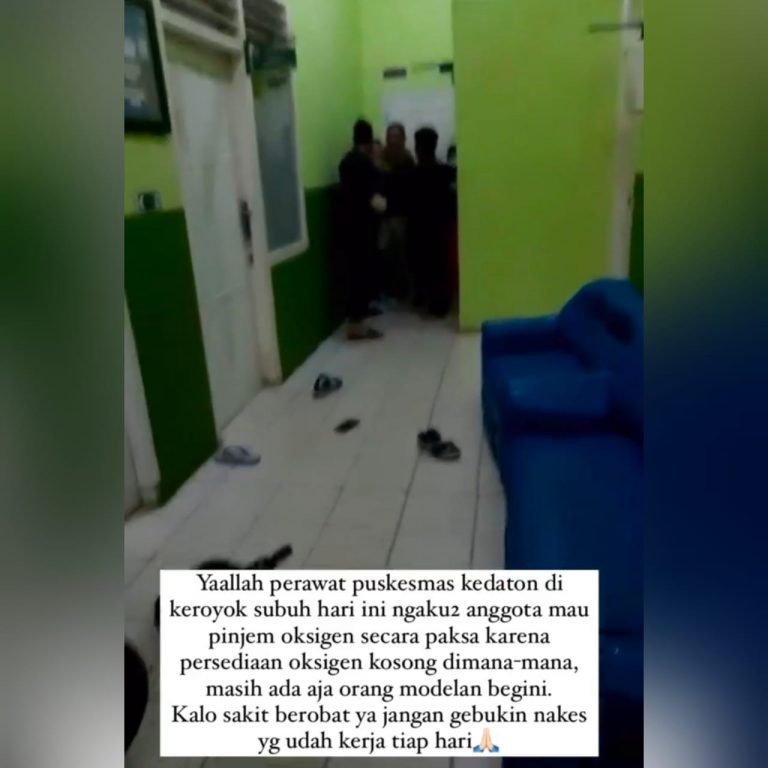 Yaallah perawat puskesmas kedaton di
keroyok subuh hari ini ngaku2 anggota mau
pinjem oksigen secara paksa karena
persediaan oksigen kosong dimana-mana,
masih ada aja orang modelan begini.
Kalo sakit berobat ya jangan gebukin nakes
yg udah kerja tiap hari🙏🏻